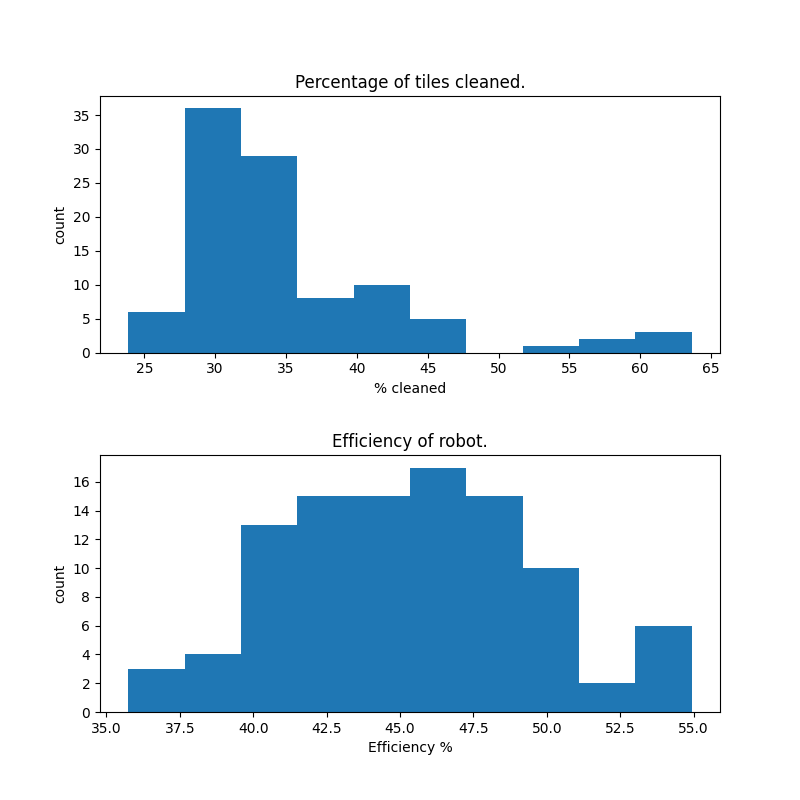 Percentage of tiles cleaned.
35
30
25
20
15
10
5
0
count
25 30 35 40 45 50 55 60 65
% cleaned
Efficiency of robot.
16
14
12
10
8
6
4
2
0
count
35.0 37.5 40.0 42.5 45.0 47.5 50.0 52.5 55.0
Efficiency %